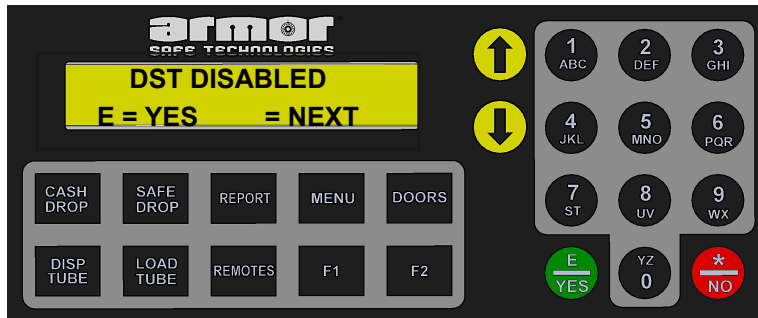 armor
SAFE TECHNOLOGIES
DST DISABLED
E = YES = NEXT
1
ABC
2
DEF
3
GHI
4
JKL
5
MNO
6
PQR
7
ST
8
UV
9
WX
E
YES
YZ
0
*
NO
CASH
DROP
SAFE
DROP
REPORT
MENU
DOORS
DISP
TUBE
LOAD
TUBE
REMOTES
F1
F2